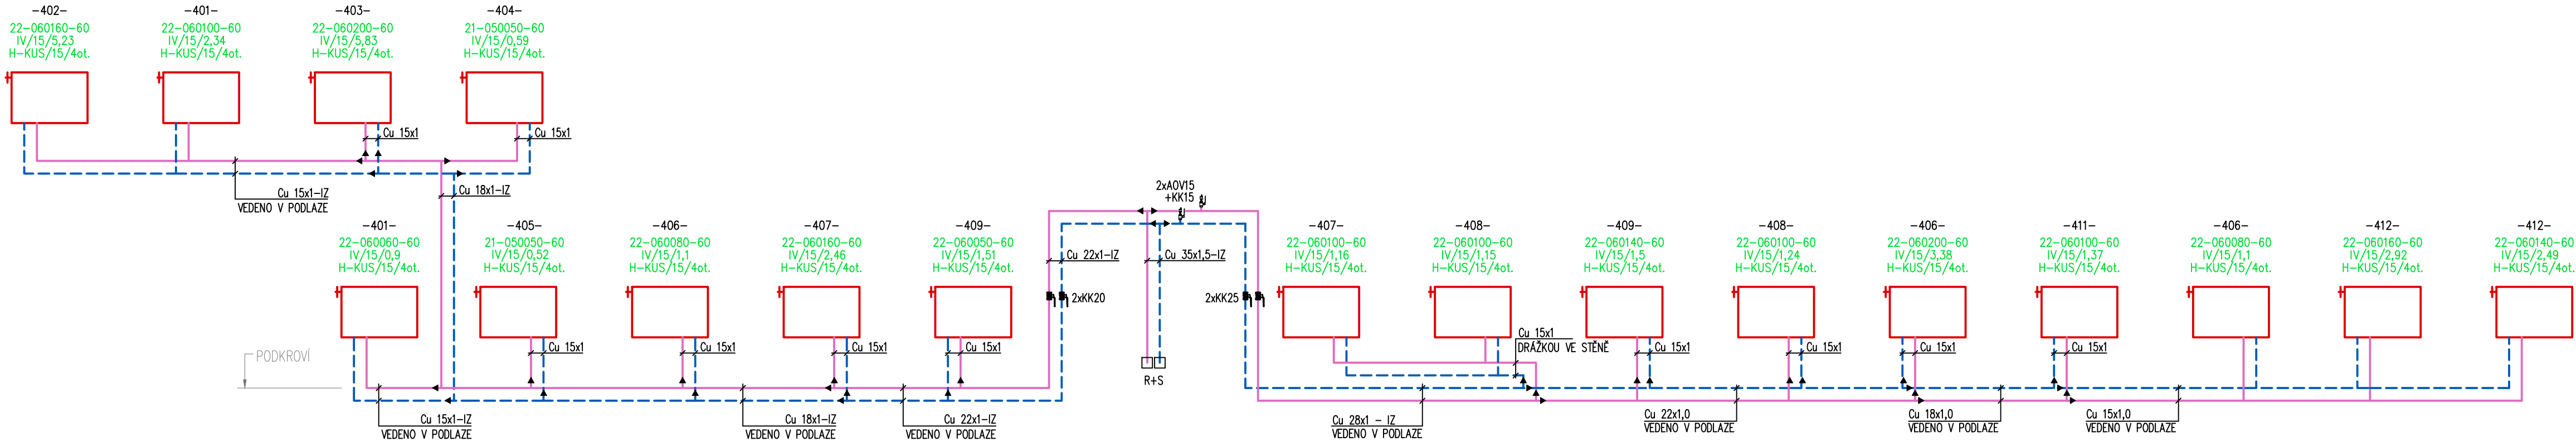 -402-
22-060160-60
IV/15/5,23
H-KUS/15/4ot.
-401-
22-060100-60
IV/15/2,34
H-KUS/15/4ot.
-403-
22-060200-60
IV/15/5,83
H-KUS/15/4ot.
-404-
21-050050-60
IV/15/0,59
H-KUS/15/4ot.
Cu 15x1
Cu 15x1
Cu 15x1-IZ
VEDENO V PODLAZE
Cu 18x1-IZ
2xAOV15
+KK15
-401-
22-060060-60
IV/15/0,9
H-KUS/15/4ot.
-405-
21-050050-60
IV/15/0,52
H-KUS/15/4ot.
-406-
22-060080-60
IV/15/1,1
H-KUS/15/4ot.
-407-
22-060160-60
IV/15/2,46
H-KUS/15/4ot.
-409-
22-060050-60
IV/15/1,51
H-KUS/15/4ot.
Cu 22x1-IZ
Cu 35x1,5-IZ
2xKK20
2xKK25
-407-
22-060100-60
IV/15/1,16
H-KUS/15/4ot.
-408-
22-060100-60
IV/15/1,15
H-KUS/15/4ot.
-409-
22-060140-60
IV/15/1,5
H-KUS/15/4ot.
-408-
22-060100-60
IV/15/1,24
H-KUS/15/4ot.
-406-
22-060200-60
IV/15/3,38
H-KUS/15/4ot.
-411-
22-060100-60
IV/15/1,37
H-KUS/15/4ot.
-406-
22-060080-60
IV/15/1,1
H-KUS/15/4ot.
-412-
22-060160-60
IV/15/2,92
H-KUS/15/4ot.
-412-
22-060140-60
IV/15/2,49
H-KUS/15/4ot.
PODKROVÍ
Cu 15x1
Cu 15x1
Cu 15x1
Cu 15x1
R+S
Cu 15x1
DRÁŽKOU VE STĚNĚ
Cu 15x1
Cu 15x1
Cu 15x1
Cu 15x1
Cu 15x1-IZ
VEDENO V PODLAZE
Cu 18x1-IZ
VEDENO V PODLAZE
Cu 22x1-IZ
VEDENO V PODLAZE
Cu 28x1 - IZ
VEDENO V PODLAZE
Cu 22x1,0
VEDENO V PODLAZE
Cu 18x1,0
VEDENO V PODLAZE
Cu 15x1,0
VEDENO V PODLAZE